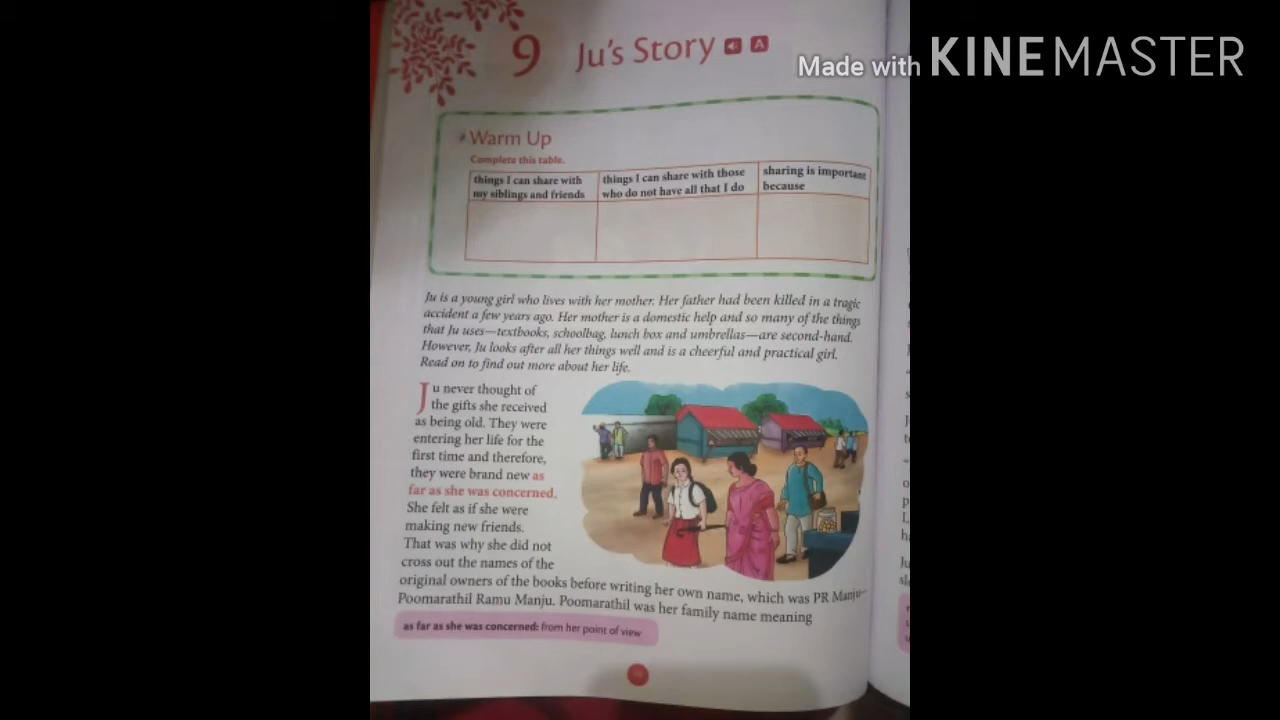 Made with KINEMASTER
9 Ju's Story
A
Warm Up
Complete this table.
things I can share with my siblings and friends
things I can share with those who do not have all that I do
sharing is important because
Ju is a young girl who lives with her mother. Her father had been killed in a tragic
accident a few years ago. Her mother is a domestic help and so many of the things
that Ju uses—textbooks, schoolbag, lunch box and umbrellas—are second-hand.
However, Ju looks after all her things well and is a cheerful and practical girl.
Read on to find out more about her life.
Ju never thought of
the gifts she received
as being old. They were
entering her life for the
first time and therefore,
they were brand new as
far as she was concerned.
She felt as if she were
making new friends.
That was why she did not
cross out the names of the
original owners of the books before writing her own name, which was PR Manju—
Poomarathil Ramu Manju. Poomarathil was her family name meaning
as far as she was concerned: from her point of view